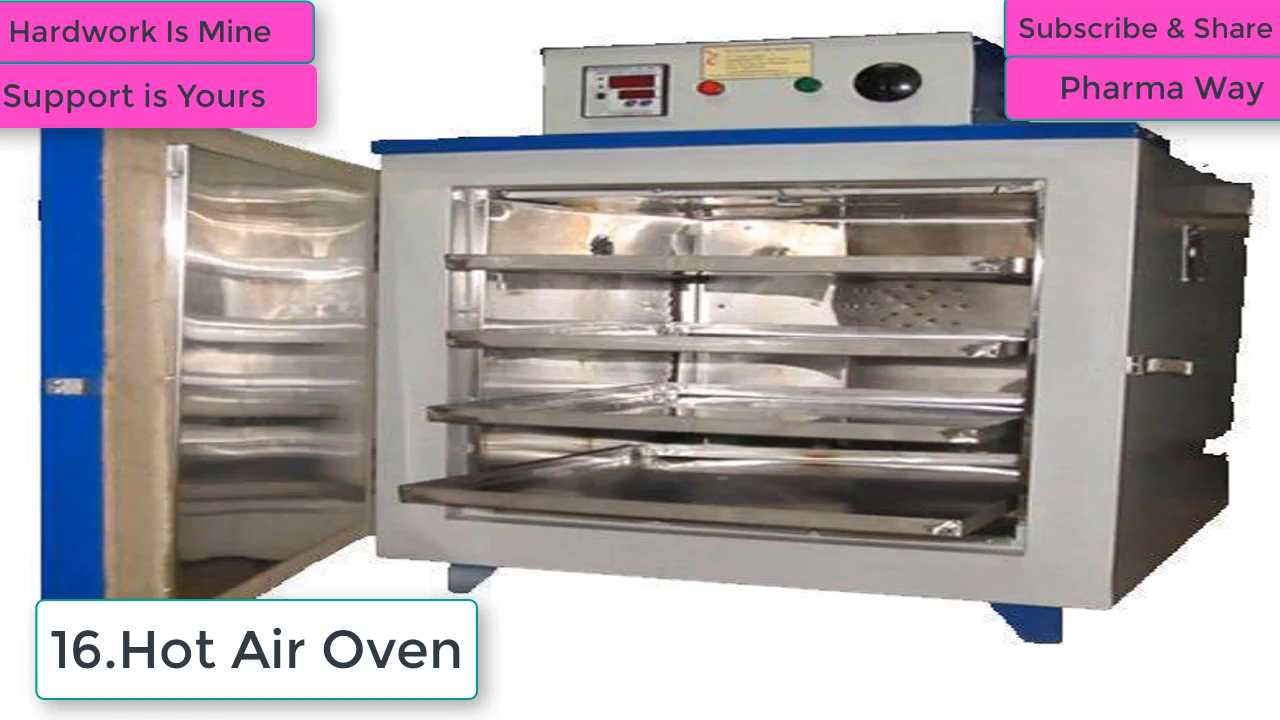 Hardwork Is Mine
Support is Yours
Subscribe & Share
Pharma Way
16.Hot Air Oven